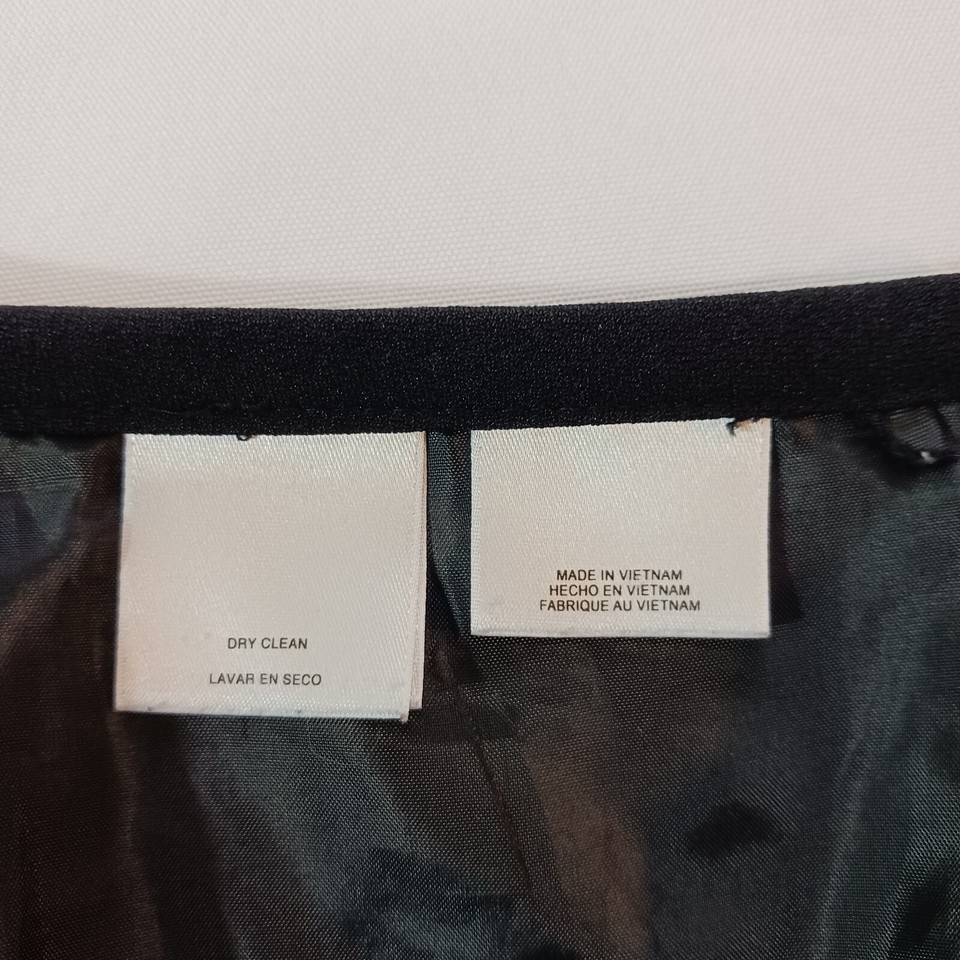 DRY CLEAN
LAVAR EN SECO
MADE IN VIETNAM
HECHO EN VIETNAM
FABRIQUE AU VIETNAM